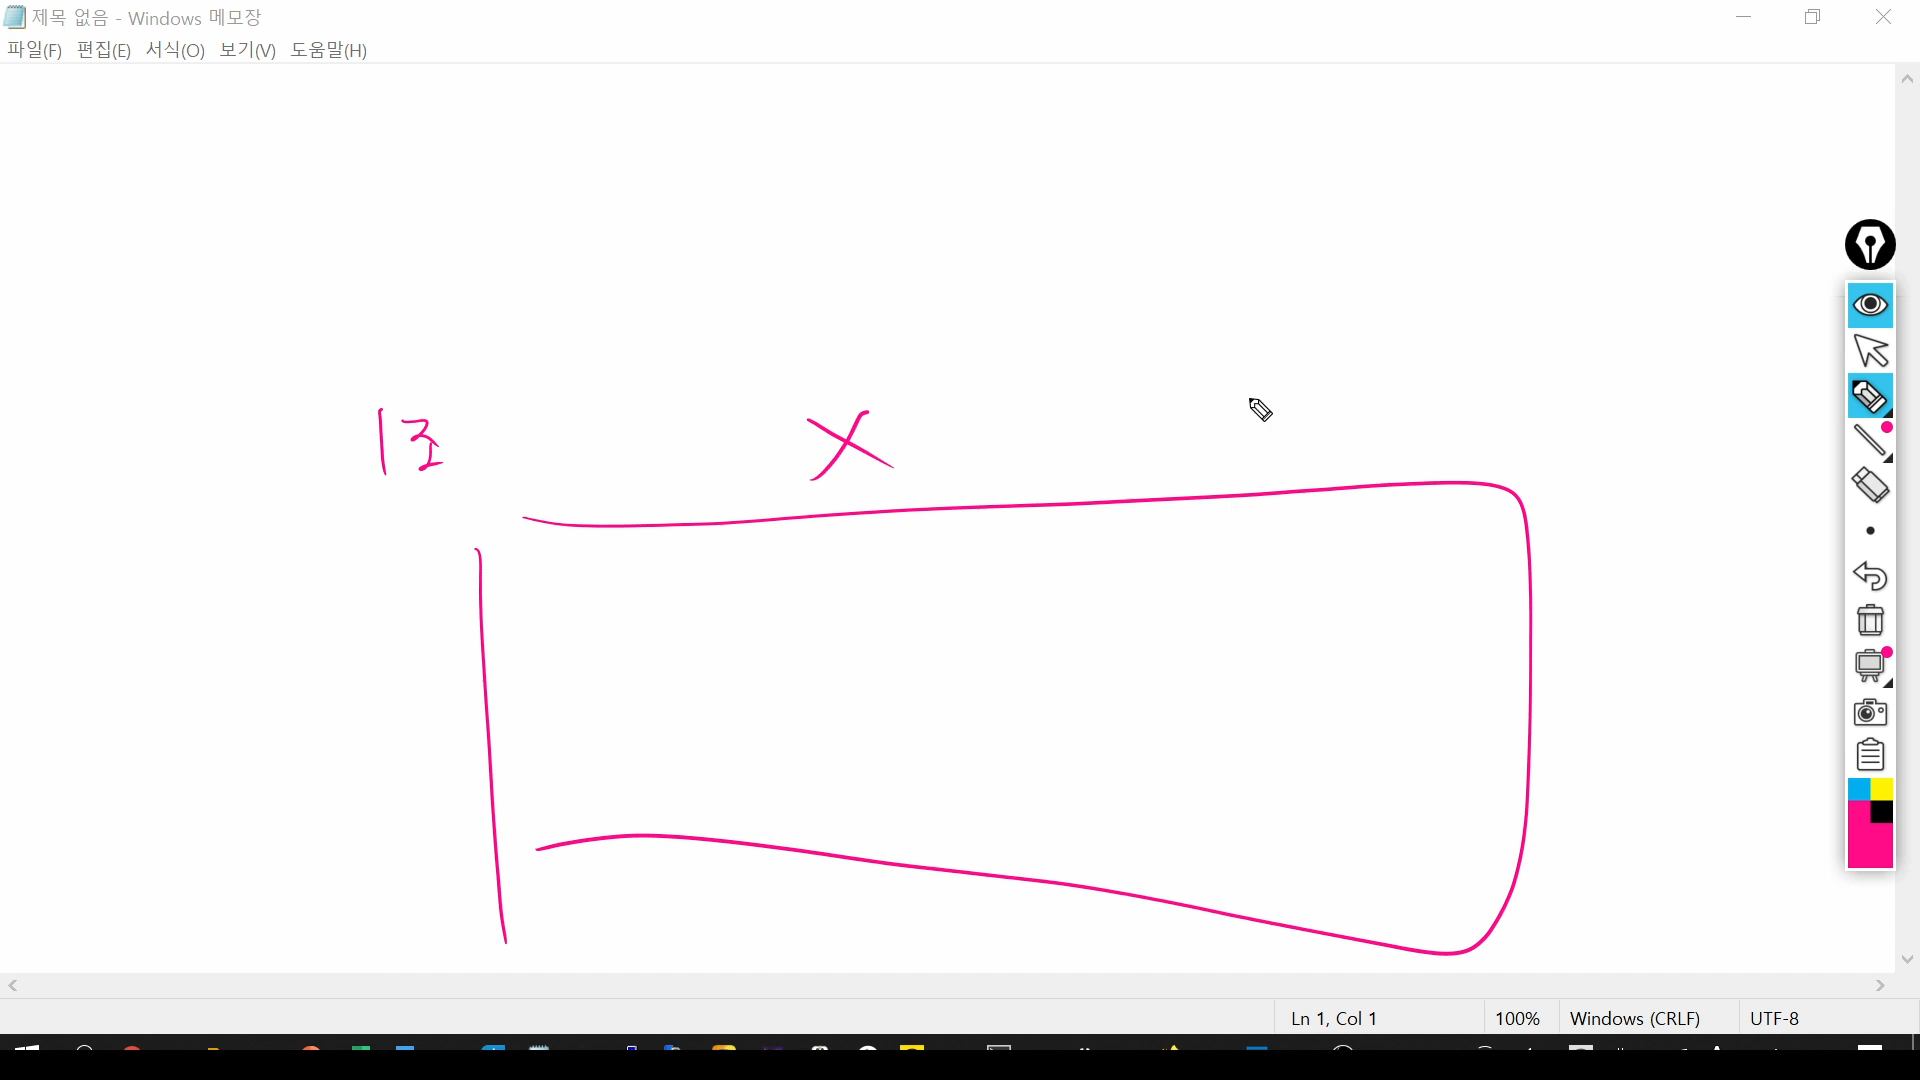 제목 없음 - Windows 메모장
파일(F) 편집(E) 서식(O) 보기(V) 도움말(H)
X
Ln 1, Col 1 100% Windows (CRLF) UTF-8